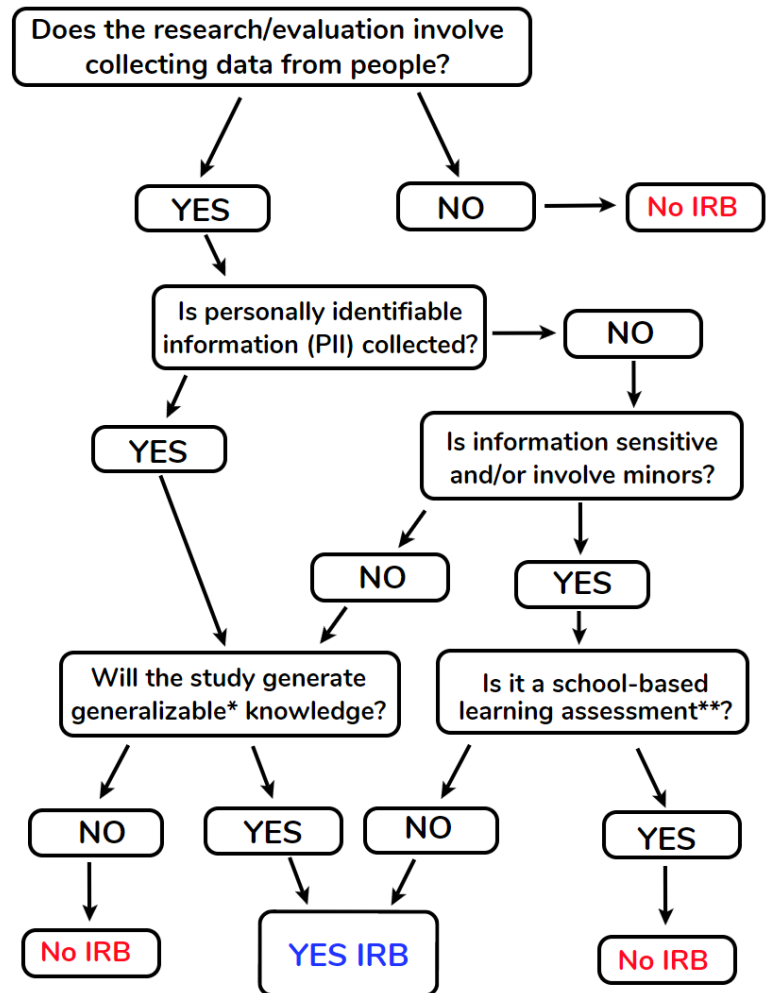 Does the research/evaluation involve
collecting data from people?
YES
NO
No IRB
Is personally identifiable
information (PII) collected?
NO
YES
Is information sensitive
and/or involve minors?
NO
YES
Will the study generate
generalizable* knowledge?
Is it a school-based
learning assessment**?
NO
YES
NO
YES
No IRB
YES IRB
No IRB